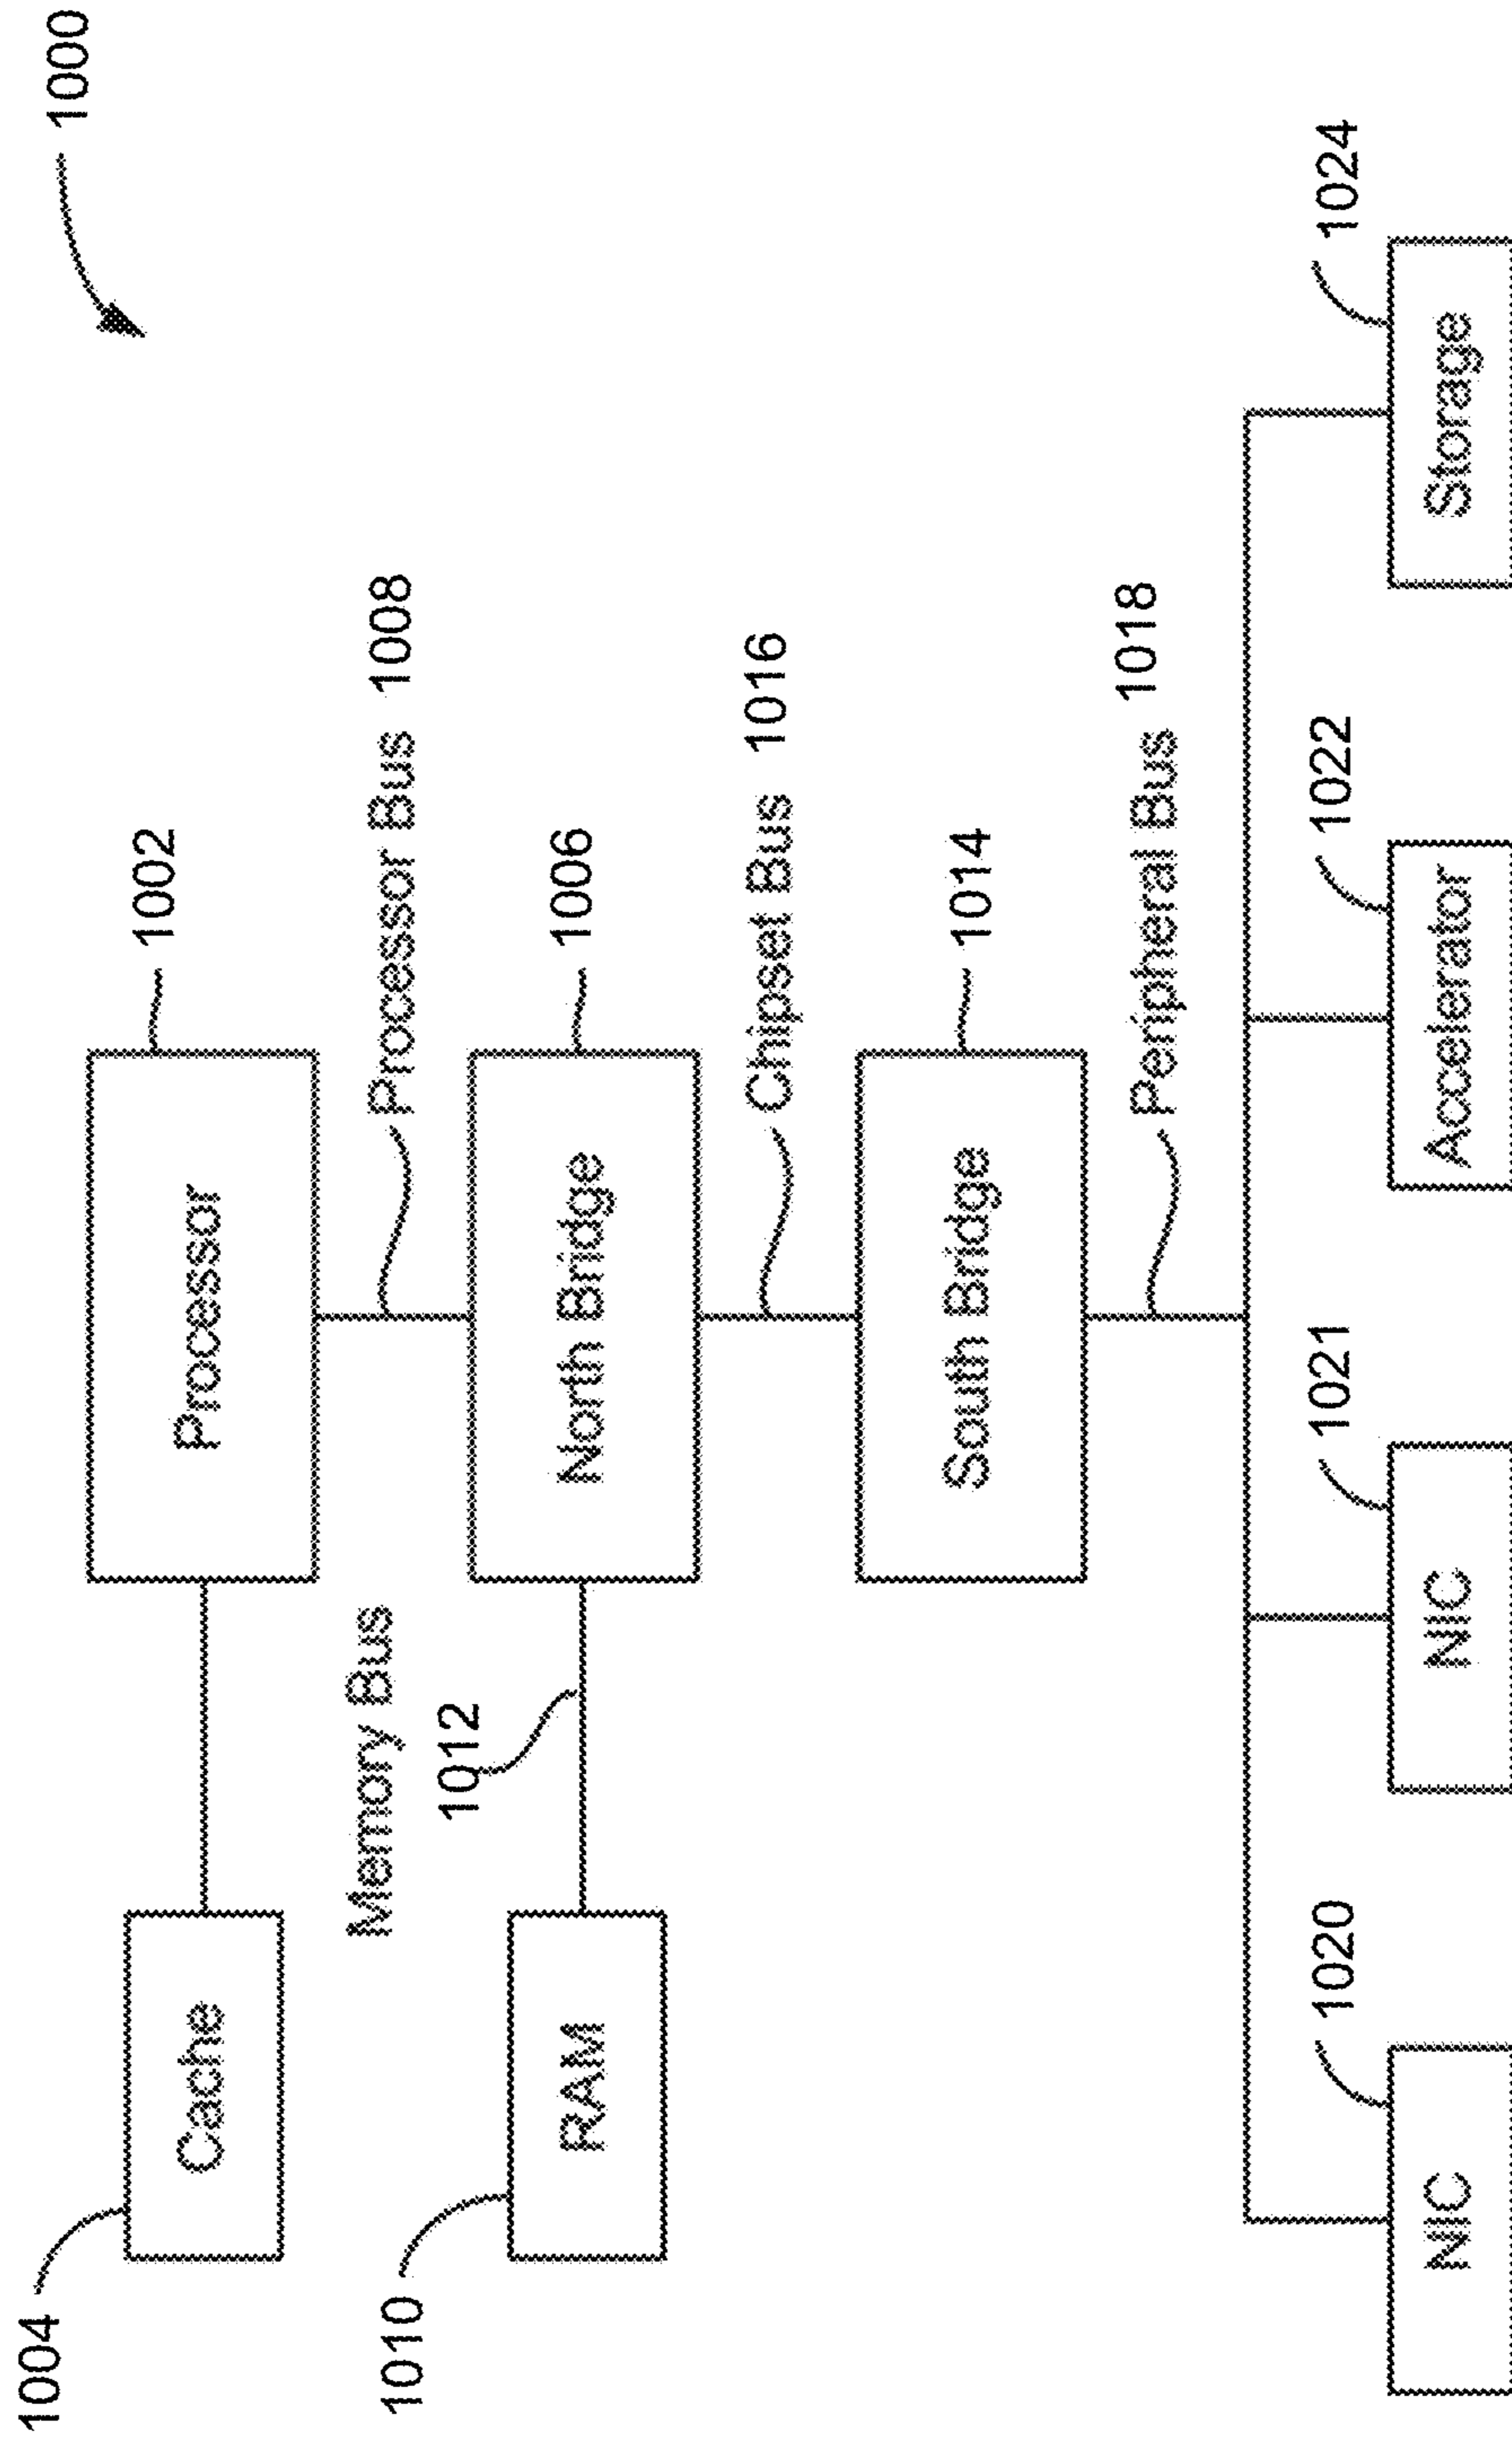 1000
1004
Cache
Processor
1002
Memory Bus
Processor Bus 1008
1010
1012
RAM
North Bridge
1006
Chipset Bus 1016
South Bridge
1014
Peripheral Bus 1018
1020
1021
1022
1024
NIC
NIC
Accelerator
Storage